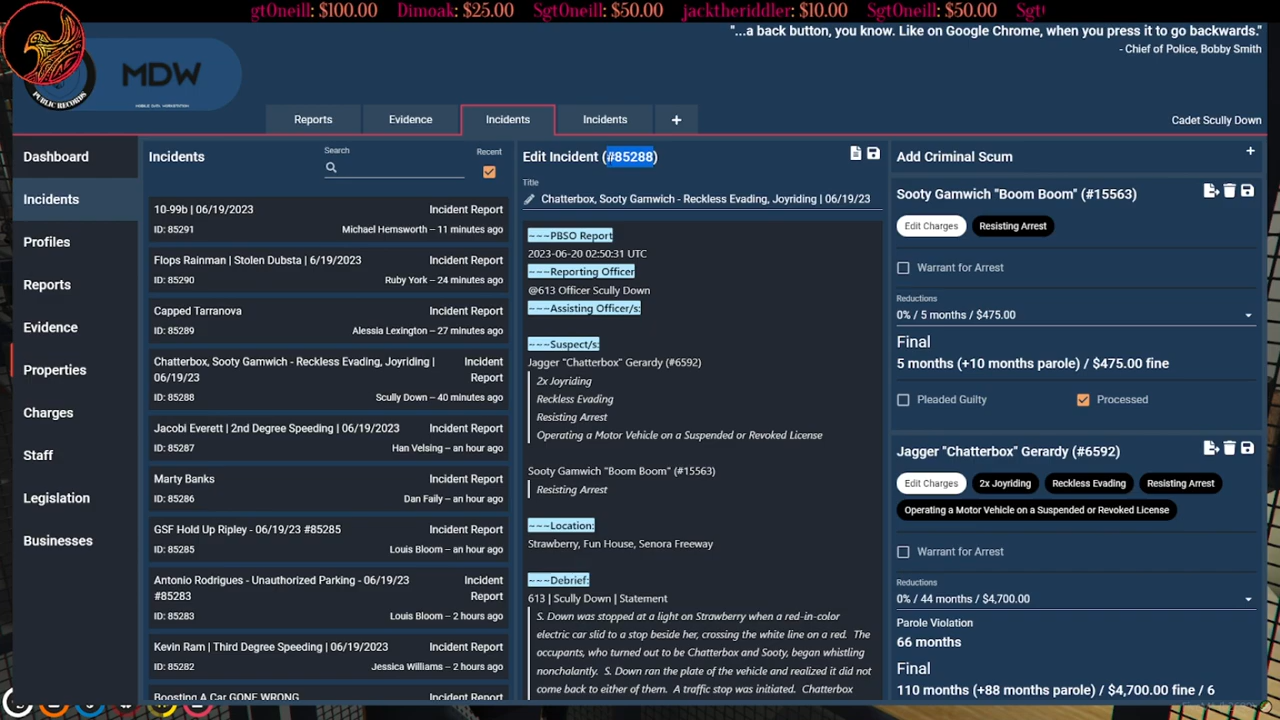 gtOneill: $100.00 Dimoak: $25.00 SgtOneill: $50.00 jacktheriddler: $10.00 SgtOneill: $50.00 Sgt
"...a back button, you know. Like on Google Chrome, when you press it to go backwards."
- Chief of Police, Bobby Smith
PUBLIC RECORDS
MDW
MOBILE DATA WORKSTATION
Reports
Evidence
Incidents
Incidents
+
Cadet Scully Down
Dashboard
Incidents
Profiles
Reports
Evidence
Properties
Charges
Staff
Legislation
Businesses
Incidents
Search
Recent
10-99b | 06/19/2023 Incident Report
ID: 85291 Michael Hemsworth – 11 minutes ago
Flops Rainman | Stolen Dubsta | 6/19/2023 Incident Report
ID: 85290 Ruby York – 24 minutes ago
Capped Tarranova Incident Report
ID: 85289 Alessia Lexington – 27 minutes ago
Chatterbox, Sooty Gamwich - Reckless Evading, Joyriding | Incident
06/19/23 Report
ID: 85288 Scully Down – 40 minutes ago
Jacobi Everett | 2nd Degree Speeding | 06/19/23 Incident Report
ID: 85287 Han Velsing – an hour ago
Marty Banks Incident Report
ID: 85286 Dan Faily – an hour ago
GSF Hold Up Ripley - 06/19/23 #85285 Incident Report
ID: 85285 Louis Bloom – an hour ago
Antonio Rodrigues - Unauthorized Parking - 06/19/23 Incident
#85283 Report
ID: 85283 Louis Bloom – 2 hours ago
Kevin Ram | Third Degree Speeding | 06/19/23 Incident Report
ID: 85282 Jessica Williams – 2 hours ago
Boosting A Car GONE WRONG Incident
Edit Incident (#85288)
Title
Chatterbox, Sooty Gamwich - Reckless Evading, Joyriding | 06/19/23
~~~PBSO Report
2023-06-20 02:50:31 UTC
~~~Reporting Officer
@613 Officer Scully Down
~~~Assisting Officer/s:
~~~Suspect/s:
Jagger "Chatterbox" Gerardy (#6592)
2x Joyriding
Reckless Evading
Resisting Arrest
Operating a Motor Vehicle on a Suspended or Revoked License
Sooty Gamwich "Boom Boom" (#15563)
Resisting Arrest
~~~Location:
Strawberry, Fun House, Senora Freeway
~~~Debrief:
613 | Scully Down | Statement
S. Down was stopped at a light on Strawberry when a red-in-color
electric car slid to a stop beside her, crossing the white line on a red. The
occupants, who turned out to be Chatterbox and Sooty, began whistling
nonchalantly. S. Down ran the plate of the vehicle and realized it did not
come back to either of them. A traffic stop was initiated. Chatterbox
Add Criminal Scum
+
Sooty Gamwich "Boom Boom" (#15563)
Edit Charges
Resisting Arrest
Warrant for Arrest
Reductions
0% / 5 months / $475.00
Final
5 months (+10 months parole) / $475.00 fine
Pleaded Guilty
Processed
Jagger "Chatterbox" Gerardy (#6592)
Edit Charges
2x Joyriding
Reckless Evading
Resisting Arrest
Operating a Motor Vehicle on a Suspended or Revoked License
Warrant for Arrest
Reductions
0% / 44 months / $4,700.00
Parole Violation
66 months
Final
110 months (+88 months parole) / $4,700.00 fine / 6